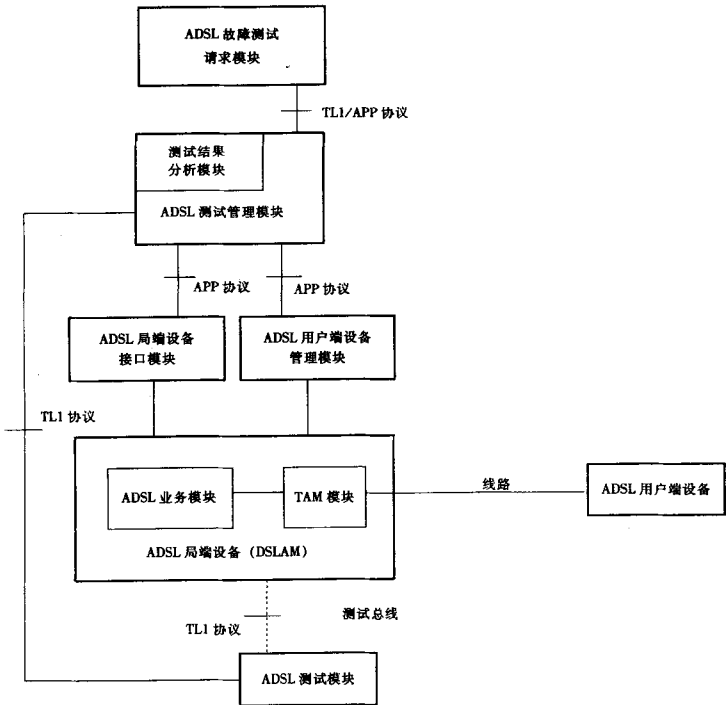 ADSL 故障测试
请求模块
TL1/APP 协议
测试结果
分析模块
ADSL 测试管理模块
APP 协议
APP 协议
ADSL 局端设备
接口模块
ADSL 用户端设备
管理模块
TL1 协议
ADSL 业务模块
TAM 模块
线路
ADSL 用户端设备
ADSL 局端设备（DSLAM）
测试总线
TL1 协议
ADSL 测试模块